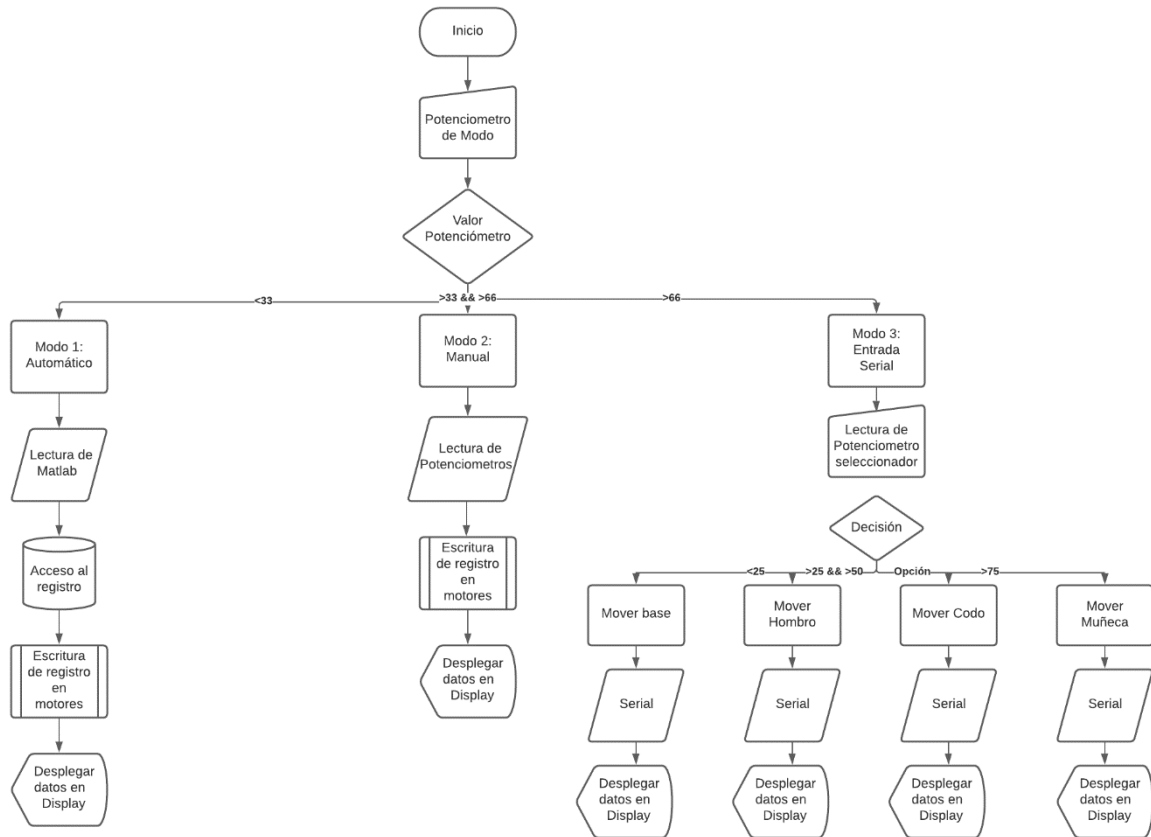 Inicio
Potenciometro
de Modo
Valor
Potenciómetro
<33
>33 && >66
>66
Modo 1:
Automático
Modo 2:
Manual
Modo 3:
Entrada
Serial
Lectura de
Matlab
Lectura de
Potenciometros
Lectura de
Potenciometro
seleccionador
Acceso al
registro
Escritura
de registro
en
motores
Decisión
<25
>25 && >50
Opción
>75
Mover base
Mover
Hombro
Mover Codo
Mover
Muñeca
Escritura
de registro
en
motores
Desplegar
datos en
Display
Serial
Serial
Serial
Serial
Desplegar
datos en
Display
Desplegar
datos en
Display
Desplegar
datos en
Display
Desplegar
datos en
Display
Desplegar
datos en
Display